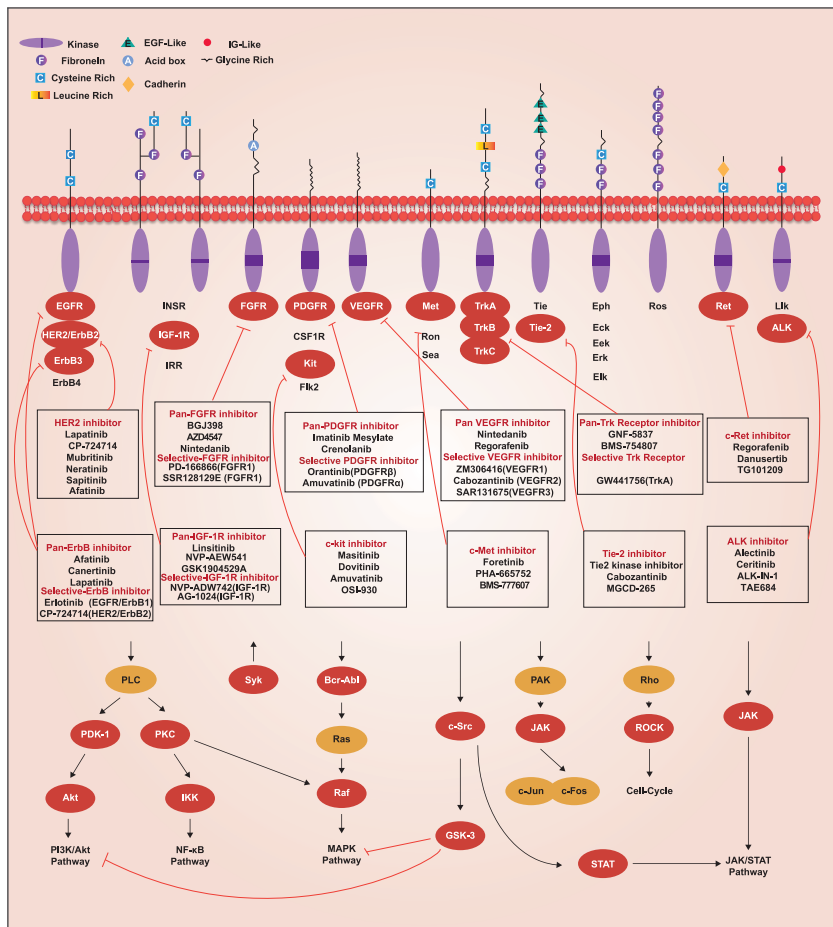 Kinase
E
EGF-Like
IG-Like
F
FibroneIn
A
Acid box
Glycine Rich
C
Cysteine Rich
Cadherin
L
Leucine Rich
C
C
F
F
C
F
C
F
F
A
C
C
L
C
E
E
E
F
F
F
C
F
F
F
F
F
F
F
F
F
F
C
C
EGFR
INSR
FGFR
PDGFR
VEGFR
Met
TrkA
Tie
Eph
Ros
Ret
Llk
HER2/ErbB2
IGF-1R
CSF1R
Ron
TrkB
Tie-2
Eck
ALK
ErbB3
IRR
Kit
Sea
TrkC
Eek
ErbB4
Flk2
Erk
Elk
HER2 inhibitor
Lapatinib
CP-724714
Mubritinib
Neratinib
Sapitinib
Afatinib
Pan-FGFR inhibitor
BGJ398
AZD4547
Nintedanib
Selective-FGFR inhibitor
PD-166866(FGFR1)
SSR128129E (FGFR1)
Pan-PDGFR inhibitor
Imatinib Mesylate
Crenolanib
Selective PDGFR inhibitor
Orantinib(PDGFRβ)
Amuvatinib (PDGFRα)
Pan VEGFR inhibitor
Nintedanib
Regorafenib
Selective VEGFR inhibitor
ZM306416(VEGFR1)
Cabozantinib (VEGFR2)
SAR131675(VEGFR3)
Pan-Trk Receptor inhibitor
GNF-5837
BMS-754807
Selective Trk Receptor
GW441756(TrkA)
c-Ret inhibitor
Regorafenib
Danusertib
TG101209
Pan-ErbB inhibitor
Afatinib
Canertinib
Lapatinib
Selective-ErbB inhibitor
Erlotinib (EGFR/ErbB1)
CP-724714(HER2/ErbB2)
Pan-IGF-1R inhibitor
Linsitinib
NVP-AEW541
GSK1904529A
Selective-IGF-1R inhibitor
NVP-ADW742(IGF-1R)
AG-1024(IGF-1R)
c-kit inhibitor
Masitinib
Dovitinib
Amuvatinib
OSI-930
c-Met inhibitor
Foretinib
PHA-665752
BMS-777607
Tie-2 inhibitor
Tie2 kinase inhibitor
Cabozantinib
MGCD-265
ALK inhibitor
Alectinib
Ceritinib
ALK-IN-1
TAE684
PLC
Syk
Bcr-Abl
PAK
Rho
PDK-1
PKC
Ras
c-Src
JAK
ROCK
JAK
Akt
IKK
Raf
c-Jun
c-Fos
Cell-Cycle
GSK-3
PI3K/Akt
Pathway
NF-κB
Pathway
MAPK
Pathway
STAT
JAK/STAT
Pathway